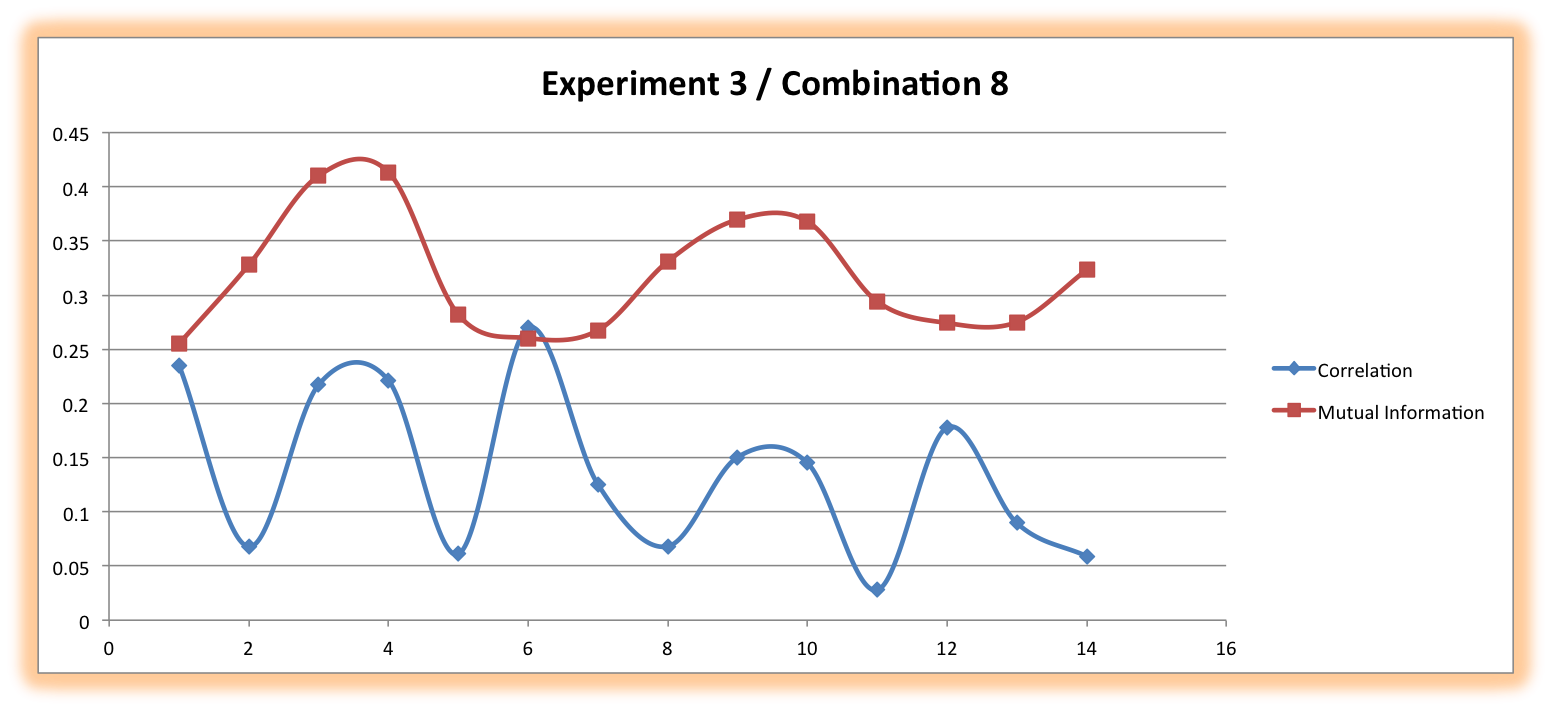 Experiment 3 / Combination 8
0.45
0.4
0.35
0.3
0.25
0.2
0.15
0.1
0.05
0
0 2 4 6 8 10 12 14 16
Correlation
Mutual Information